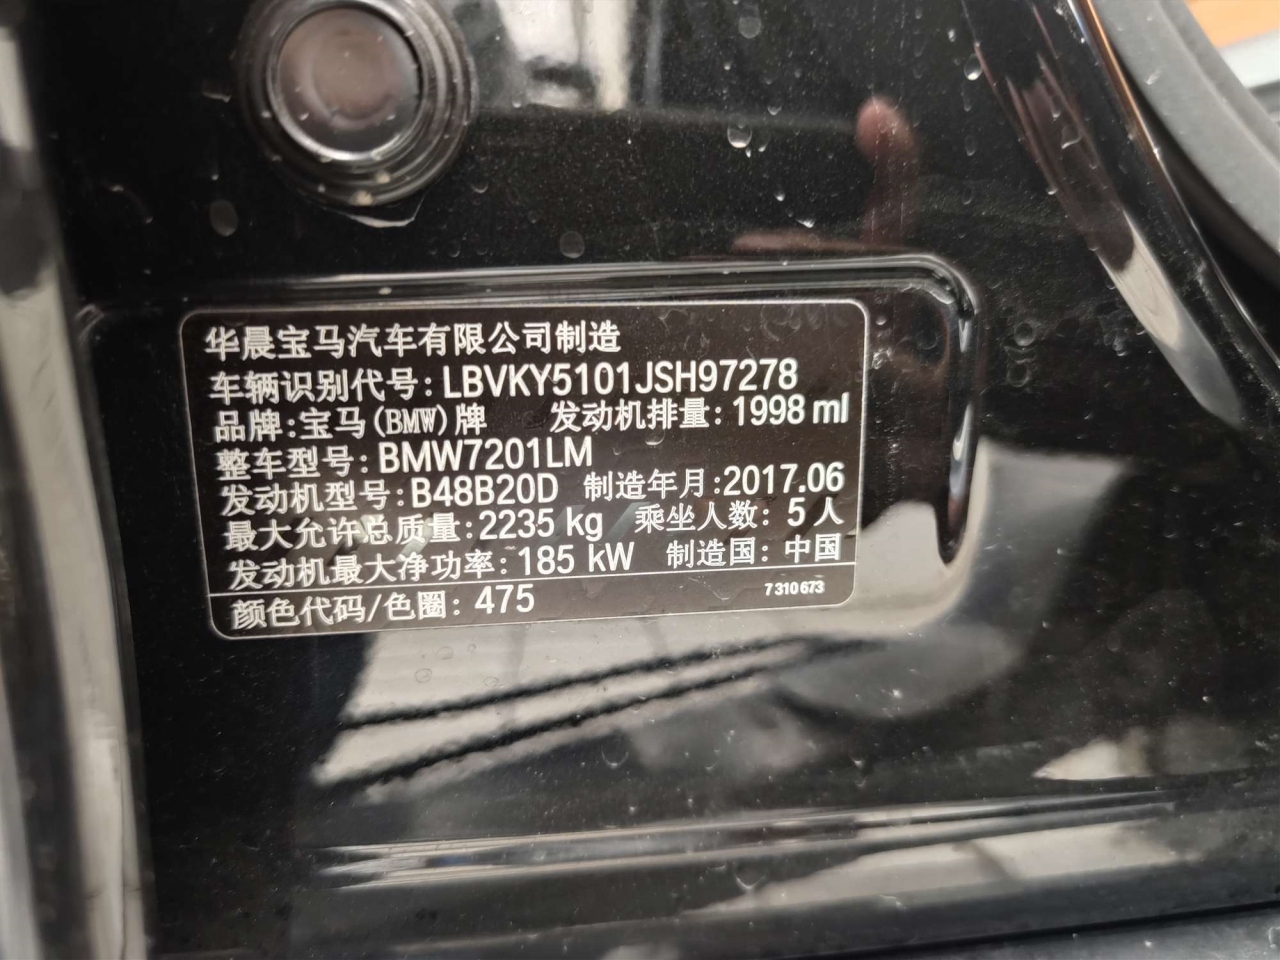 华晨宝马汽车有限公司制造
车辆识别代号：LBVKY5101JSH97278
品牌：宝马（BMW）牌 发动机排量：1998 ml
整车型号：BMW7201LM
发动机型号：B48B20D 制造年月：2017.06
最大允许总质量：2235 kg 乘坐人数：5人
发动机最大净功率：185 kW 制造国：中国
颜色代码/色圈：475 7310673